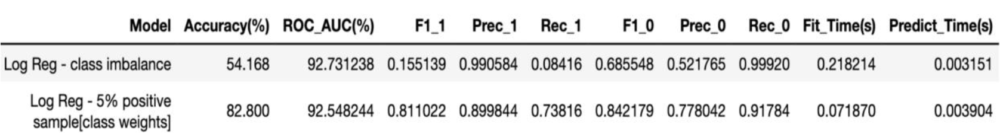 Model Accuracy(%) ROC_AUC(%) F1_1 Prec_1 Rec_1 F1_0 Prec_0 Rec_0 Fit_Time(s) Predict_Time(s)
Log Reg - class imbalance 54.168 92.731238 0.155139 0.990584 0.08416 0.685548 0.521765 0.99920 0.218214 0.003151
Log Reg - 5% positive
sample[class weights] 82.800 92.548244 0.811022 0.899844 0.73816 0.842179 0.778042 0.91784 0.071870 0.003904